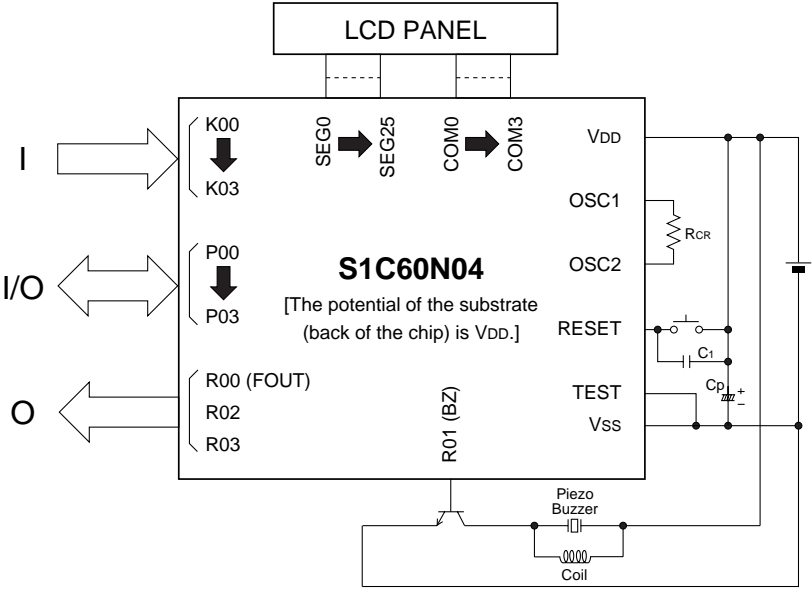 LCD PANEL
K00
K03
SEG0
SEG25
COM0
COM3
VDD
I
OSC1
RCR
OSC2
P00
P03
I/O
S1C60N04
[The potential of the substrate
(back of the chip) is VDD.]
RESET
C1
Cp
+
–
R00 (FOUT)
R02
R03
O
R01 (BZ)
TEST
VSS
Piezo
Buzzer
Coil